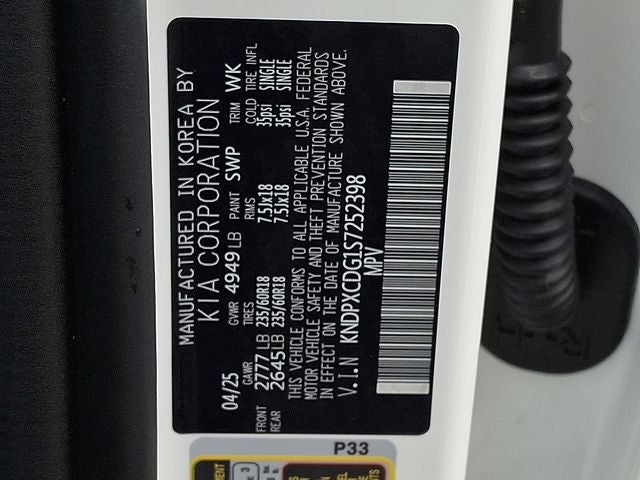 MANUFACTURED IN KOREA BY
KIA CORPORATION
04/25 GVWR 4949 LB PAINT SWP TRIM WK
GAWR TIRES RIMS COLD TIRE INFL
FRONT 2777 LB 235/60R18 7.5Jx18 35psi SINGLE
REAR 2645 LB 235/60R18 7.5Jx18 35psi SINGLE
THIS VEHICLE CONFORMS TO ALL APPLICABLE U.S.A. FEDERAL
MOTOR VEHICLE SAFETY AND THEFT PREVENTION STANDARDS
IN EFFECT ON THE DATE OF MANUFACTURE SHOWN ABOVE.
V.I.N KNDPXCDG1S7252398
MPV
P33